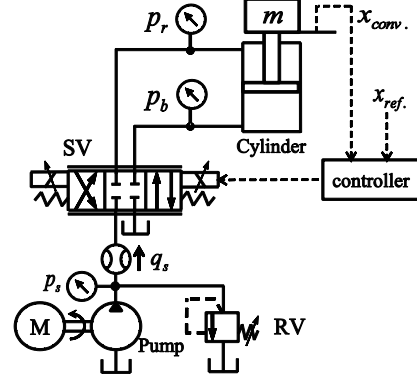 p_r
m
x_conv.
p_b
x_ref.
SV
Cylinder
controller
q_s
p_s
M
Pump
RV